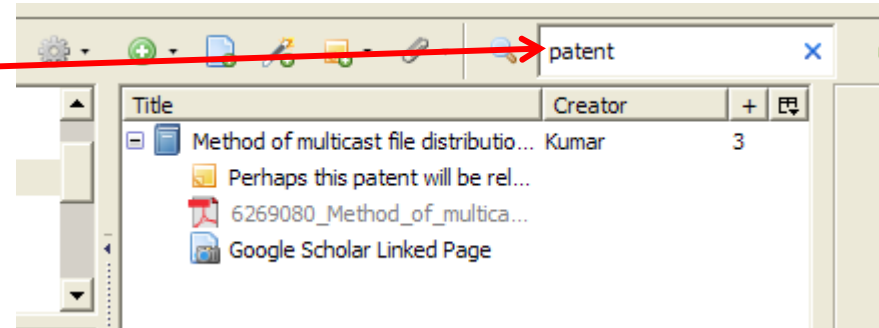 patent
Title Creator +
Method of multicast file distributio... Kumar 3
Perhaps this patent will be rel...
6269080_Method_of_multica...
Google Scholar Linked Page